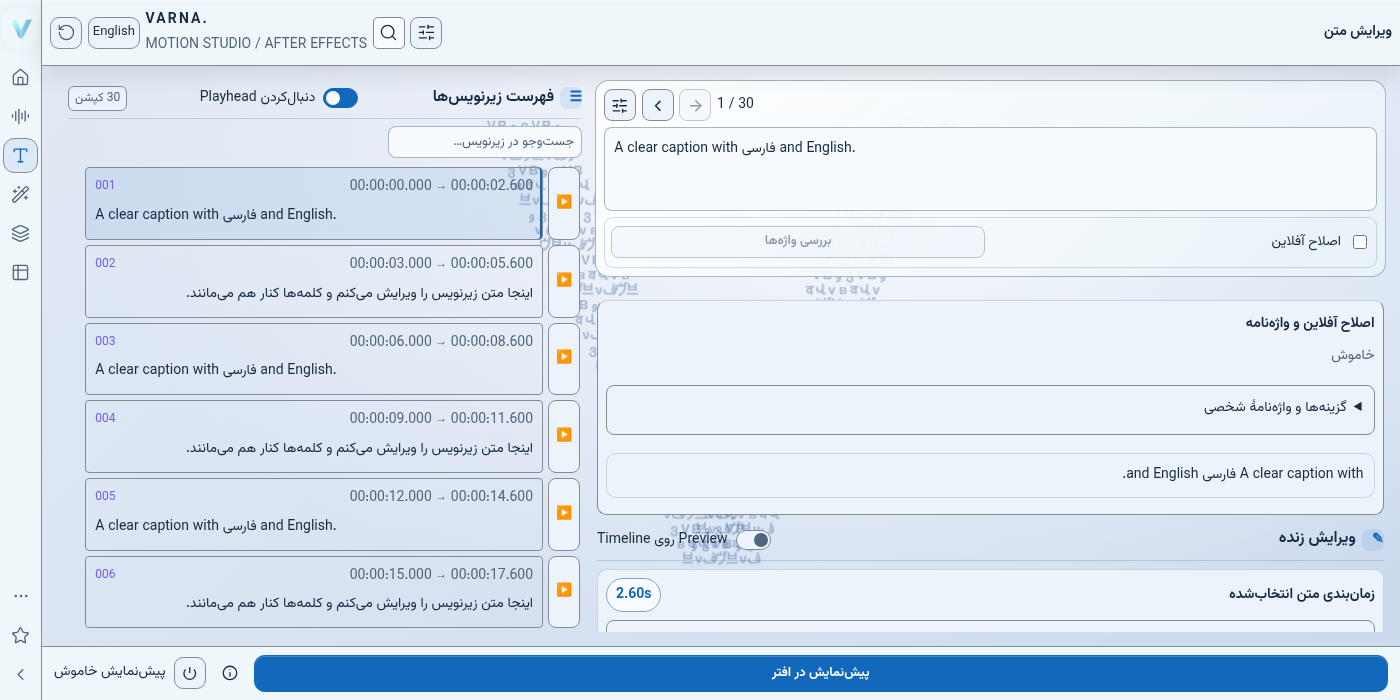 English
VARNA.
MOTION STUDIO / AFTER EFFECTS
ویرایش متن
30 کپشن
دنبال‌کردن Playhead
فهرست زیرنویس‌ها
جست‌وجو در زیرنویس…
001
00:00:00.000 → 00:00:02.600
A clear caption with فارسی and English.
002
00:00:03.000 → 00:00:05.600
اینجا متن زیرنویس را ویرایش می‌کنم و کلمه‌ها کنار هم می‌مانند.
003
00:00:06.000 → 00:00:08.600
A clear caption with فارسی and English.
004
00:00:09.000 → 00:00:11.600
اینجا متن زیرنویس را ویرایش می‌کنم و کلمه‌ها کنار هم می‌مانند.
005
00:00:12.000 → 00:00:14.600
A clear caption with فارسی and English.
006
00:00:15.000 → 00:00:17.600
اینجا متن زیرنویس را ویرایش می‌کنم و کلمه‌ها کنار هم می‌مانند.
1 / 30
A clear caption with فارسی and English.
اصلاح آفلاین
بررسی واژه‌ها
اصلاح آفلاین و واژه‌نامه
خاموش
گزینه‌ها و واژه‌نامهٔ شخصی
A clear caption with فارسی and English.
ویرایش زنده
Preview روی Timeline
زمان‌بندی متن انتخاب‌شده
2.60s
پیش‌نمایش خاموش
پیش‌نمایش در افتر